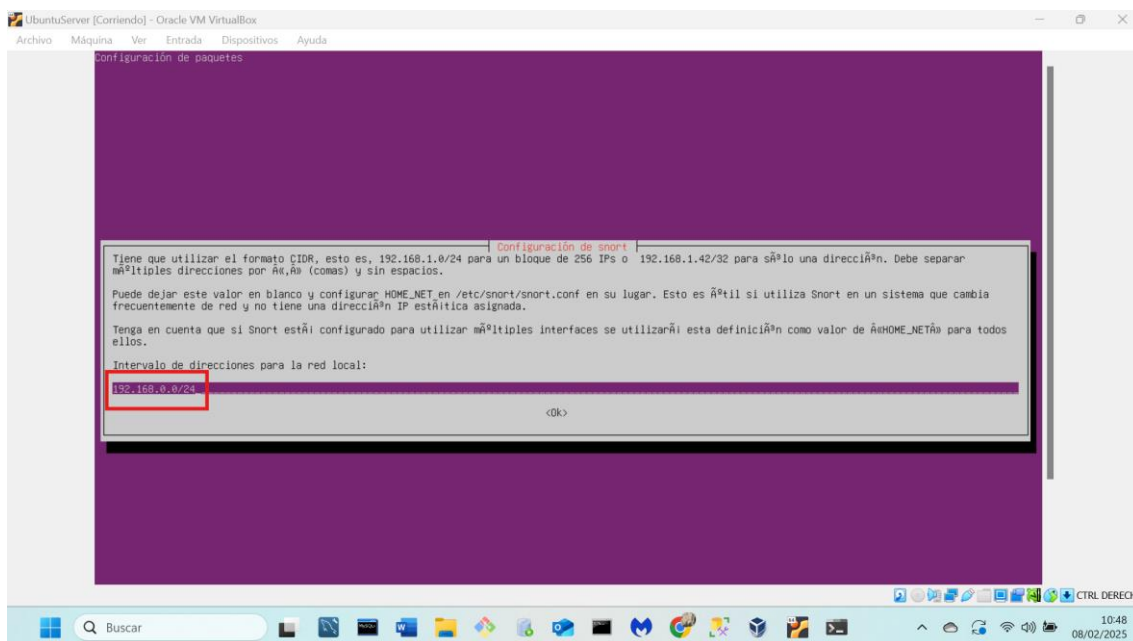 UbuntuServer [Corriendo] - Oracle VM VirtualBox
Archivo Máquina Ver Entrada Dispositivos Ayuda
Configuración de paquetes
Configuración de snort
Tiene que utilizar el formato CIDR, esto es, 192.168.1.0/24 para un bloque de 256 IPs o 192.168.1.42/32 para sÃ³lo una direcciÃ³n. Debe separar
mÃºltiples direcciones por Â«,Â» (comas) y sin espacios.
Puede dejar este valor en blanco y configurar HOME_NET en /etc/snort/snort.conf en su lugar. Esto es Ãºtil si utiliza Snort en un sistema que cambia
frecuentemente de red y no tiene una direcciÃ³n IP estÃ¡tica asignada.
Tenga en cuenta que si Snort estÃ¡ configurado para utilizar mÃºltiples interfaces se utilizarÃ¡ esta definiciÃ³n como valor de Â«HOME_NETÂ» para todos
ellos.
Intervalo de direcciones para la red local:
192.168.0.0/24
<Ok>
CTRL DERECH
Buscar
10:48
08/02/2025